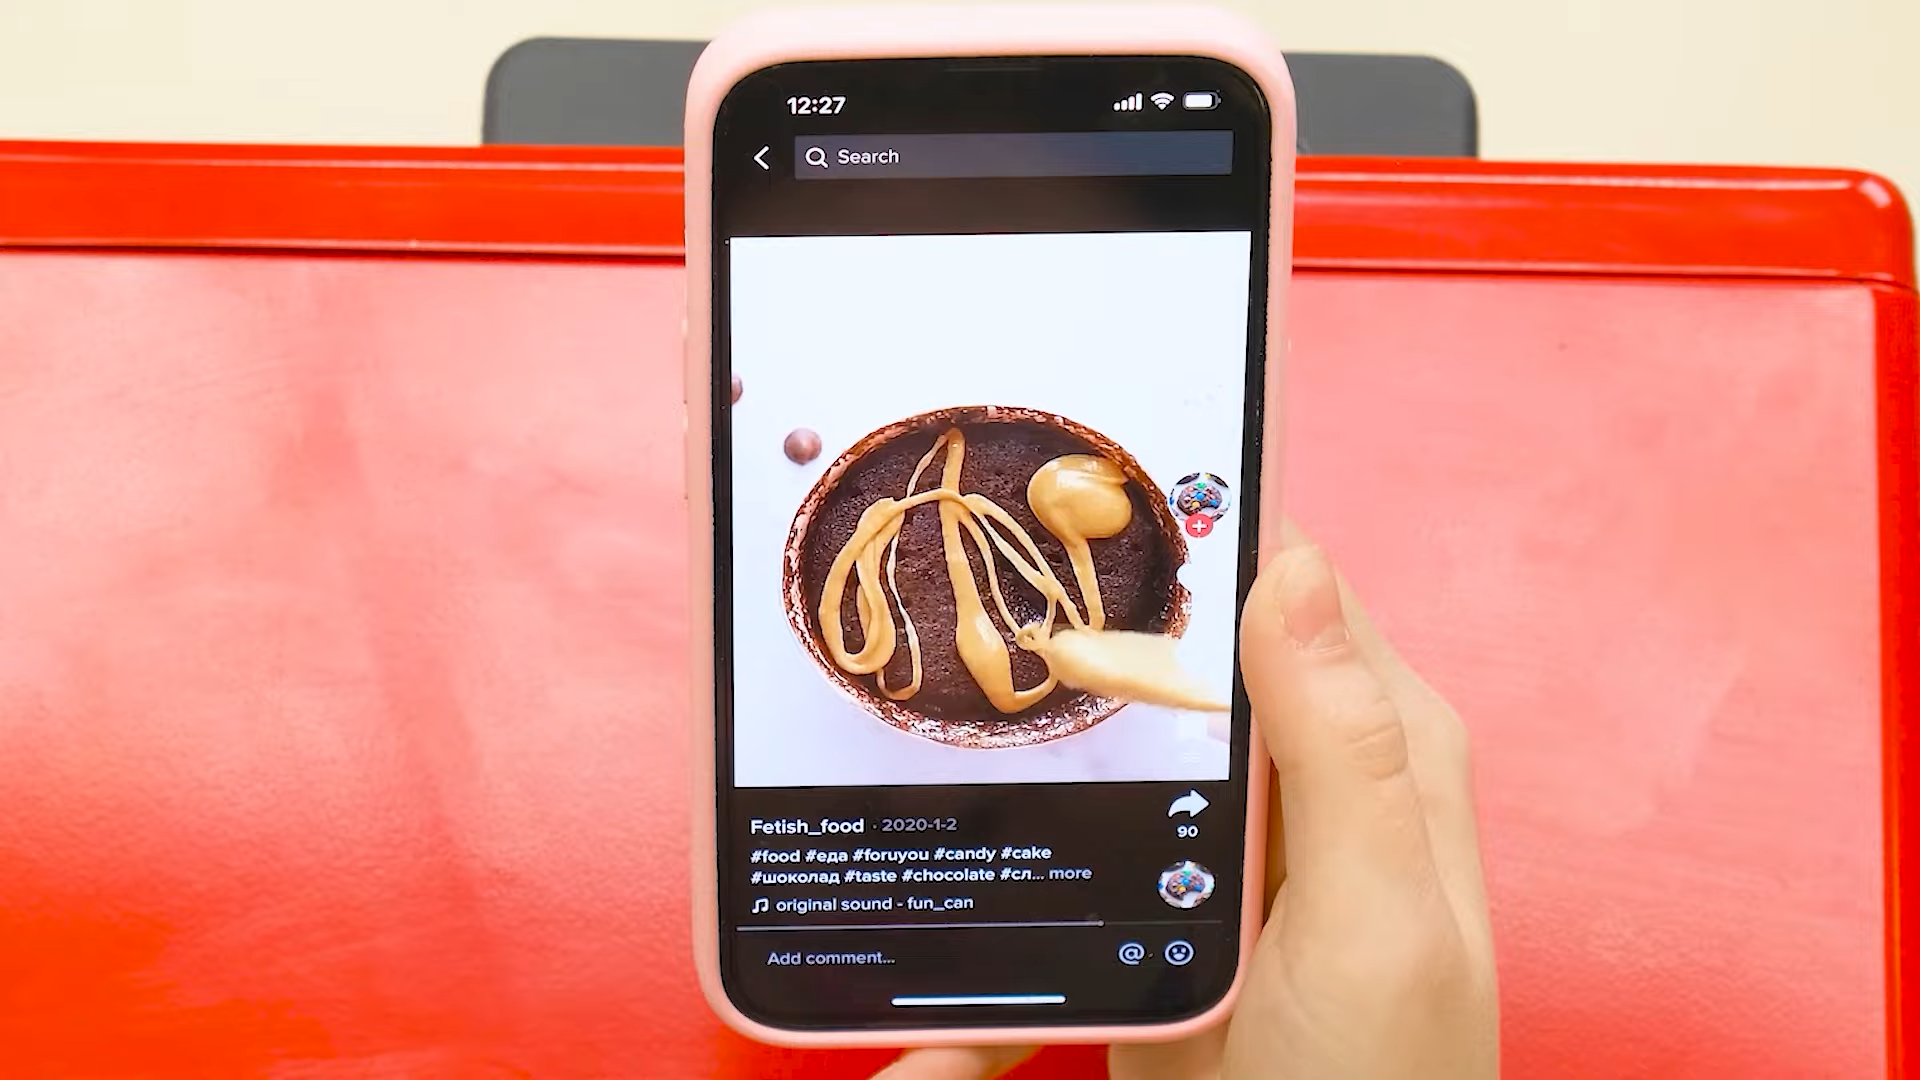 12:27
Search
Fetish_food · 2020-1-2
#food #еда #foruyou #candy #cake
#шоколад #taste #chocolate #сл... more
original sound - fun_can
90
Add comment...